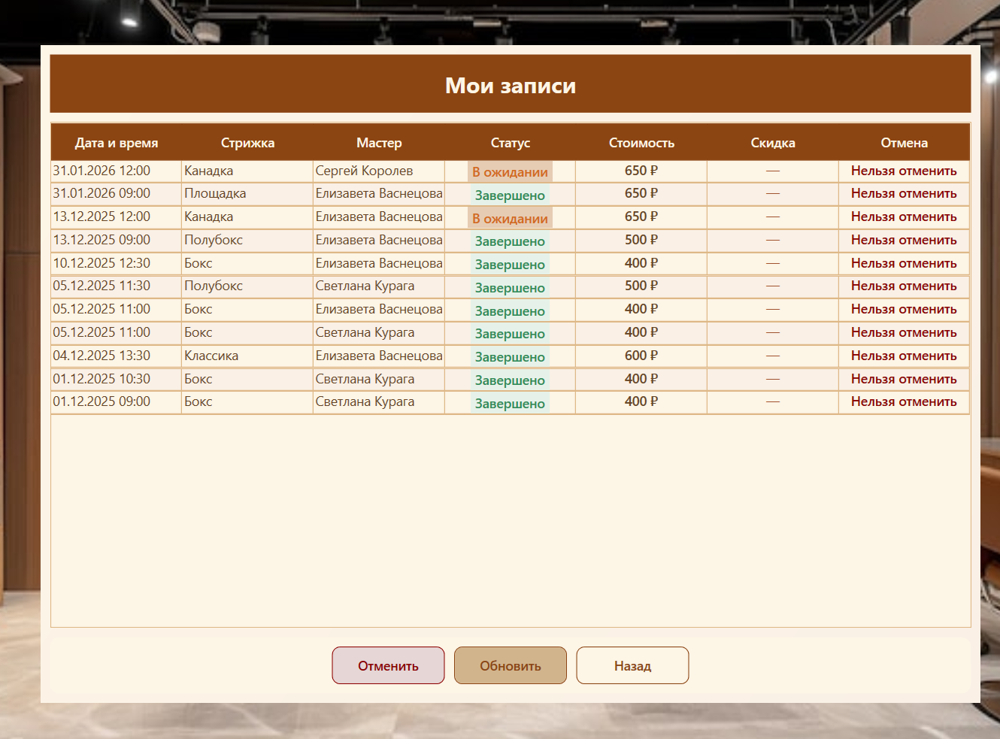 Мои записи
Дата и время Стрижка Мастер Статус Стоимость Скидка Отмена
31.01.2026 12:00 Канадка Сергей Королев В ожидании 650 ₽ — Нельзя отменить
31.01.2026 09:00 Площадка Елизавета Васнецова Завершено 650 ₽ — Нельзя отменить
13.12.2025 12:00 Канадка Елизавета Васнецова В ожидании 650 ₽ — Нельзя отменить
13.12.2025 09:00 Полубокс Елизавета Васнецова Завершено 500 ₽ — Нельзя отменить
10.12.2025 12:30 Бокс Елизавета Васнецова Завершено 400 ₽ — Нельзя отменить
05.12.2025 11:30 Полубокс Светлана Курага Завершено 500 ₽ — Нельзя отменить
05.12.2025 11:00 Бокс Елизавета Васнецова Завершено 400 ₽ — Нельзя отменить
05.12.2025 11:00 Бокс Светлана Курага Завершено 400 ₽ — Нельзя отменить
04.12.2025 13:30 Классика Елизавета Васнецова Завершено 600 ₽ — Нельзя отменить
01.12.2025 10:30 Бокс Светлана Курага Завершено 400 ₽ — Нельзя отменить
01.12.2025 09:00 Бокс Светлана Курага Завершено 400 ₽ — Нельзя отменить
Отменить Обновить Назад